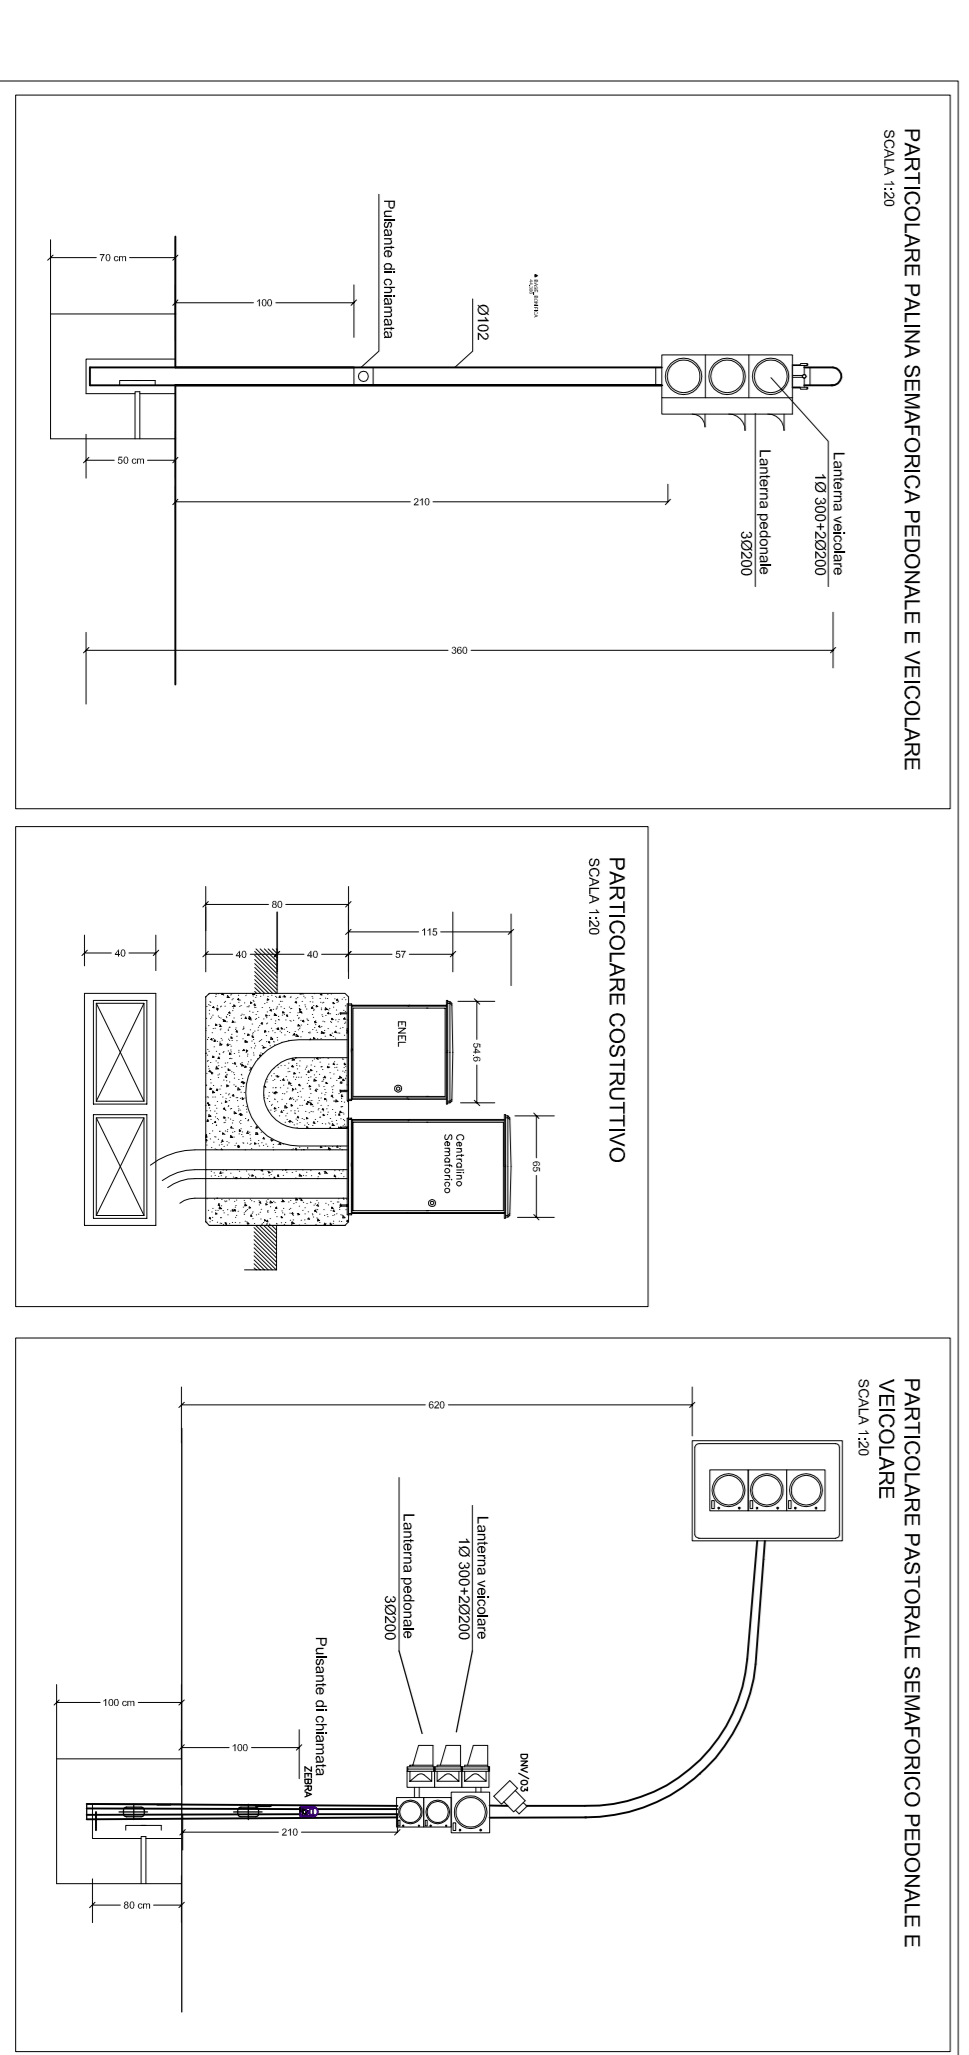 PARTICOLARE PALINA SEMAFORICA PEDONALE E VEICOLARE
SCALA 1:20
Lanterna veicolare
1Ø 300+2Ø200
Lanterna pedonale
3Ø200
Ø102
Pulsante di chiamata
100
70 cm
50 cm
210
360
PARTICOLARE COSTRUTTIVO
SCALA 1:20
115
57
80
40
40
40
54.6
65
ENEL
Centralino
Semaforico
PARTICOLARE PASTORALE SEMAFORICO PEDONALE E
VEICOLARE
SCALA 1:20
620
Lanterna veicolare
1Ø 300+2Ø200
Lanterna pedonale
3Ø200
DNV/03
Pulsante di chiamata
ZEBRA
100
100 cm
210
80 cm